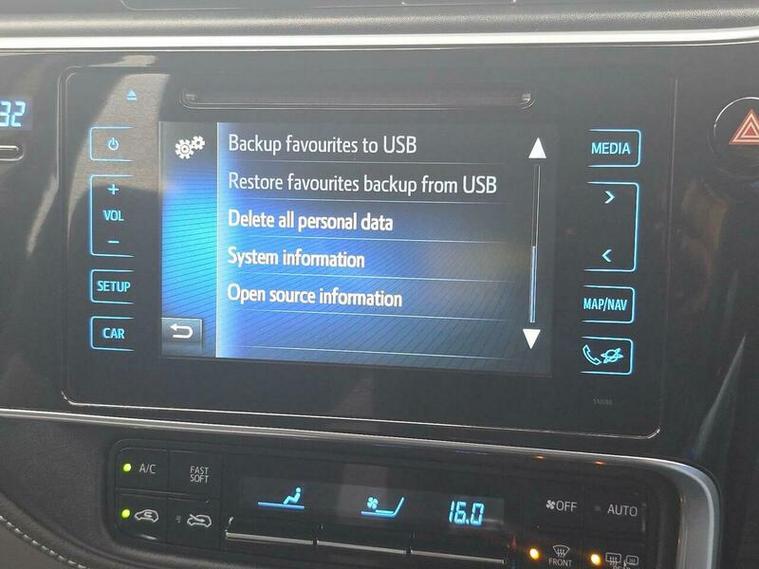 32
Backup favourites to USB
Restore favourites backup from USB
Delete all personal data
System information
Open source information
VOL
SETUP
CAR
MEDIA
MAP/NAV
A/C
FAST
SOFT
16.0
OFF
AUTO
FRONT